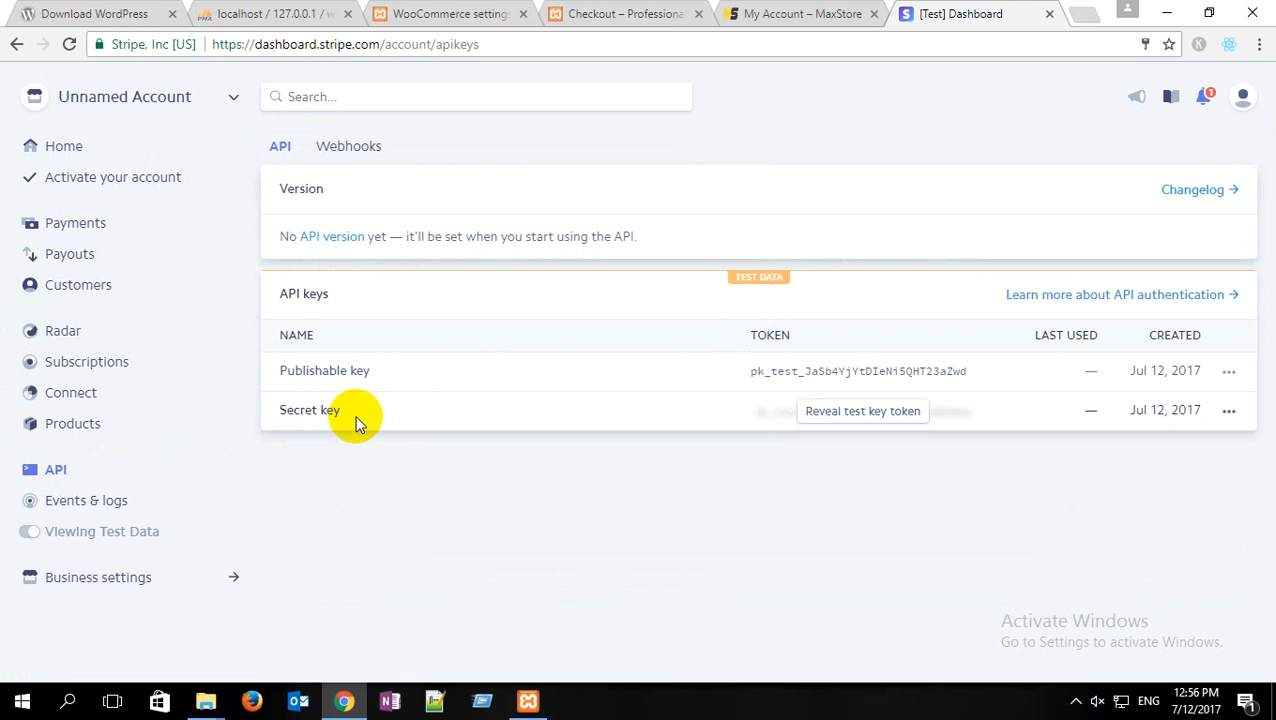 Download WordPress
localhost / 127.0.0.1 / w
WooCommerce setting
Checkout – Professional
My Account – MaxStore
[Test] Dashboard
Stripe, Inc [US]
https://dashboard.stripe.com/account/apikeys
Unnamed Account
Search...
1
Home
Activate your account
Payments
Payouts
Customers
Radar
Subscriptions
Connect
Products
API
Events & logs
Viewing Test Data
Business settings
API
Webhooks
Version
Changelog
No API version yet — it'll be set when you start using the API.
TEST DATA
API keys
Learn more about API authentication
NAME TOKEN LAST USED CREATED
Publishable key pk_test_JaSb4YjYtDIeNi5QHT23aZwd — Jul 12, 2017
Secret key Reveal test key token — Jul 12, 2017
Activate Windows
Go to Settings to activate Windows.
ENG
12:56 PM
7/12/2017
1